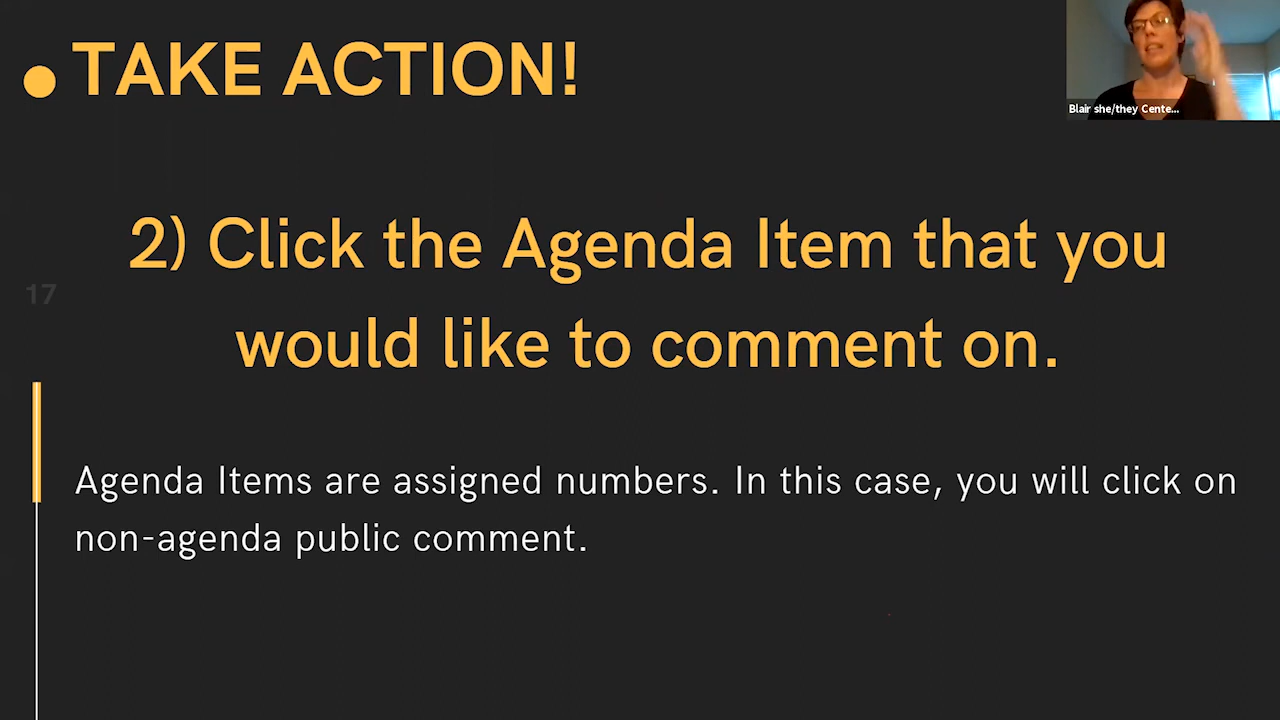 TAKE ACTION!
Blair she/they Cente...
2) Click the Agenda Item that you
would like to comment on.
17
Agenda Items are assigned numbers. In this case, you will click on
non-agenda public comment.